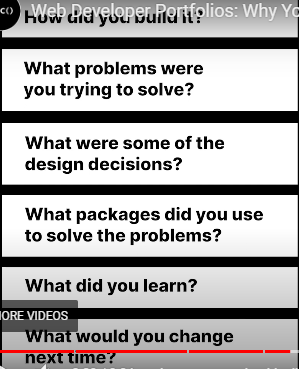 Web Developer Portfolios: Why Yo
How did you build it?
What problems were
you trying to solve?
What were some of the
design decisions?
What packages did you use
to solve the problems?
What did you learn?
ORE VIDEOS
What would you change
next time?